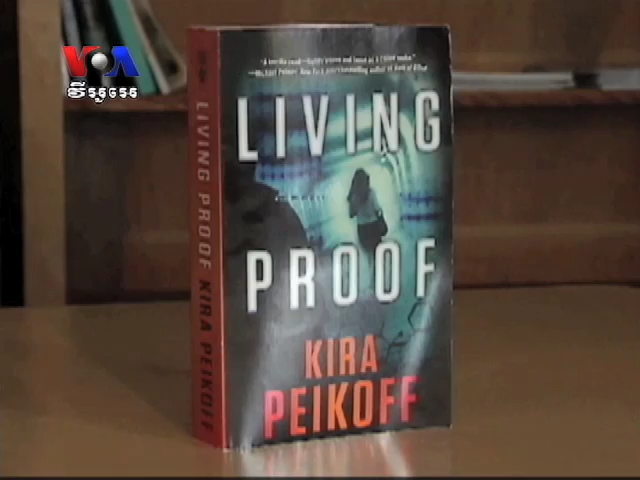 VOA
វីអូអេ
LIVING PROOF KIRA PEIKOFF
LIVING
PROOF
KIRA
PEIKOFF